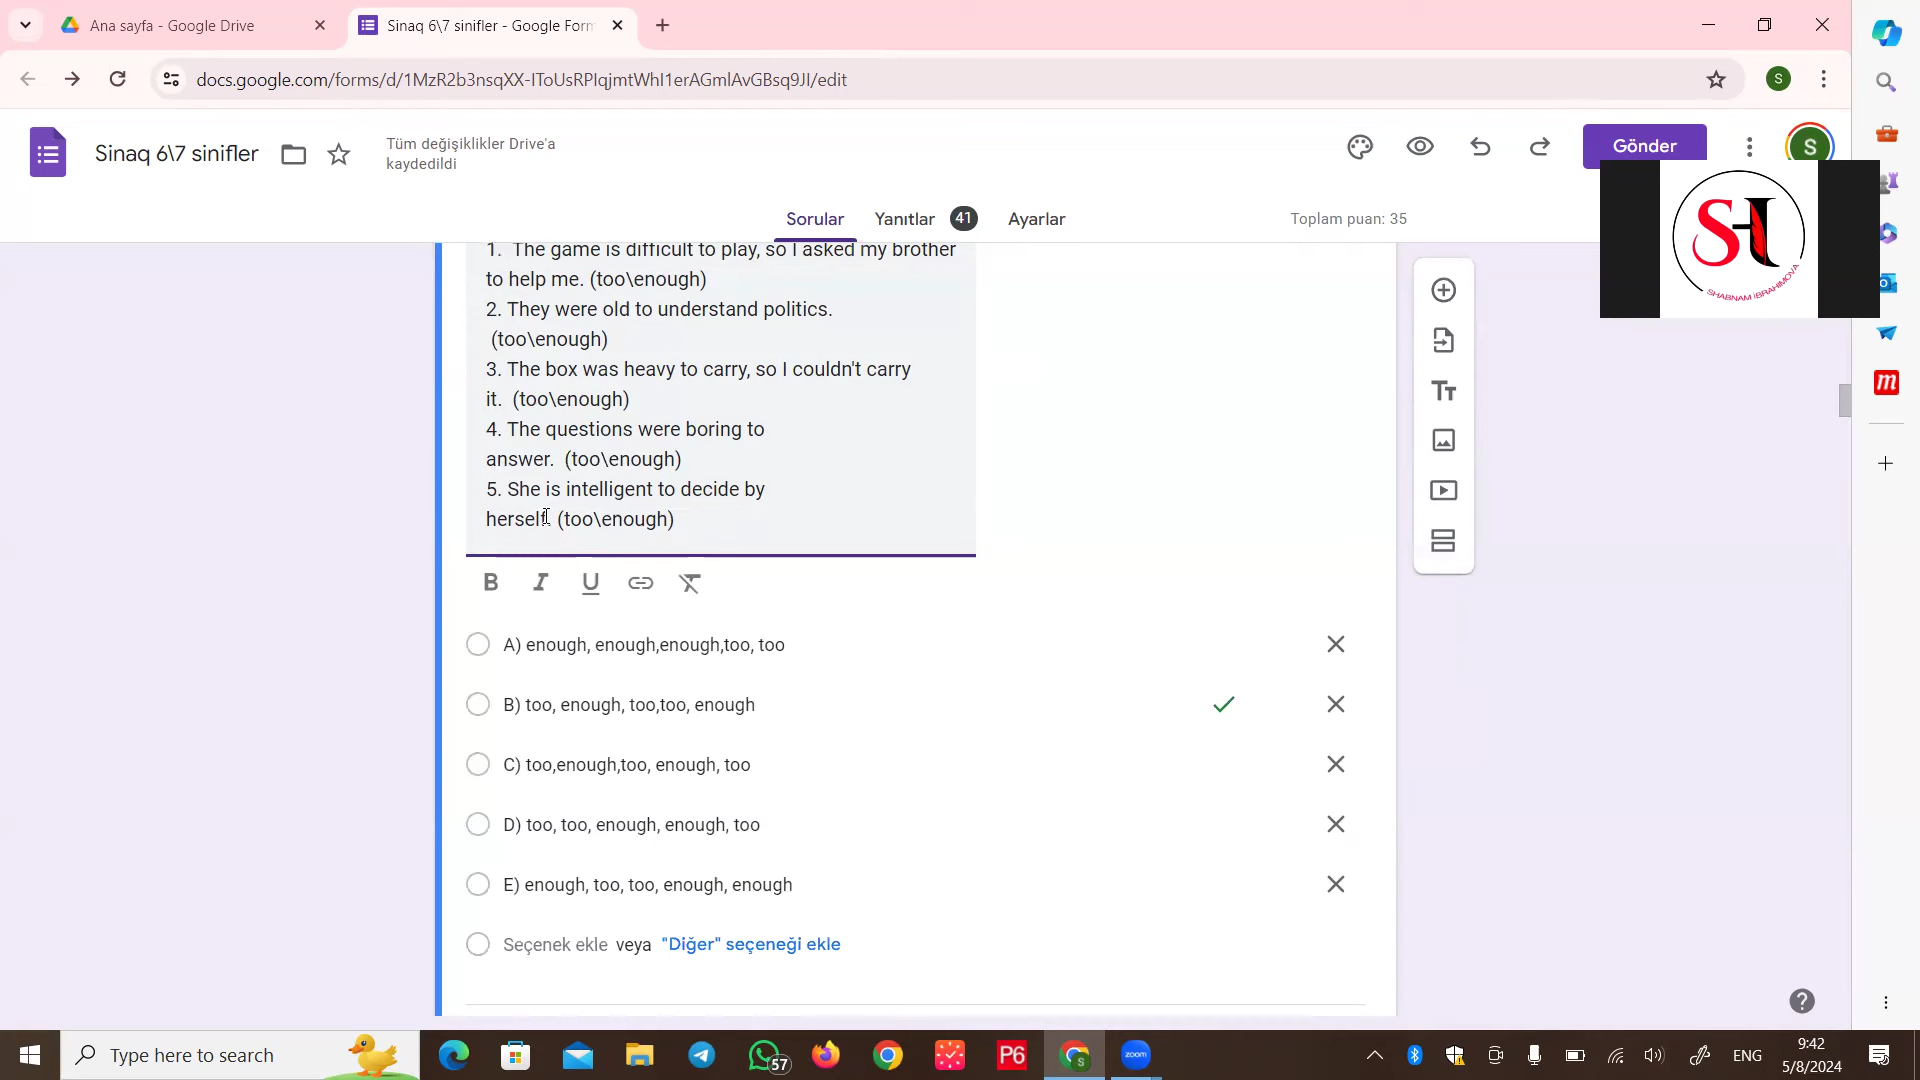 Ana sayfa - Google Drive
Sinaq 6\7 sinifler - Google Form
docs.google.com/forms/d/1MzR2b3nsqXX-IToUsRPIqjmtWhI1erAGmlAvGBsq9JI/edit
S
Sinaq 6\7 sinifler
Tüm değişiklikler Drive'a
kaydedildi
Gönder
S
Sorular
Yanıtlar 41
Ayarlar
Toplam puan: 35
SHABNAM İBRAHIMOVA
1. The game is difficult to play, so I asked my brother
to help me. (too\enough)
2. They were old to understand politics.
(too\enough)
3. The box was heavy to carry, so I couldn't carry
it. (too\enough)
4. The questions were boring to
answer. (too\enough)
5. She is intelligent to decide by
herself. (too\enough)
A) enough, enough,enough,too, too
B) too, enough, too,too, enough
C) too,enough,too, enough, too
D) too, too, enough, enough, too
E) enough, too, too, enough, enough
Seçenek ekle veya "Diğer" seçeneği ekle
Type here to search
57
P6
zoom
ENG
9:42
5/8/2024